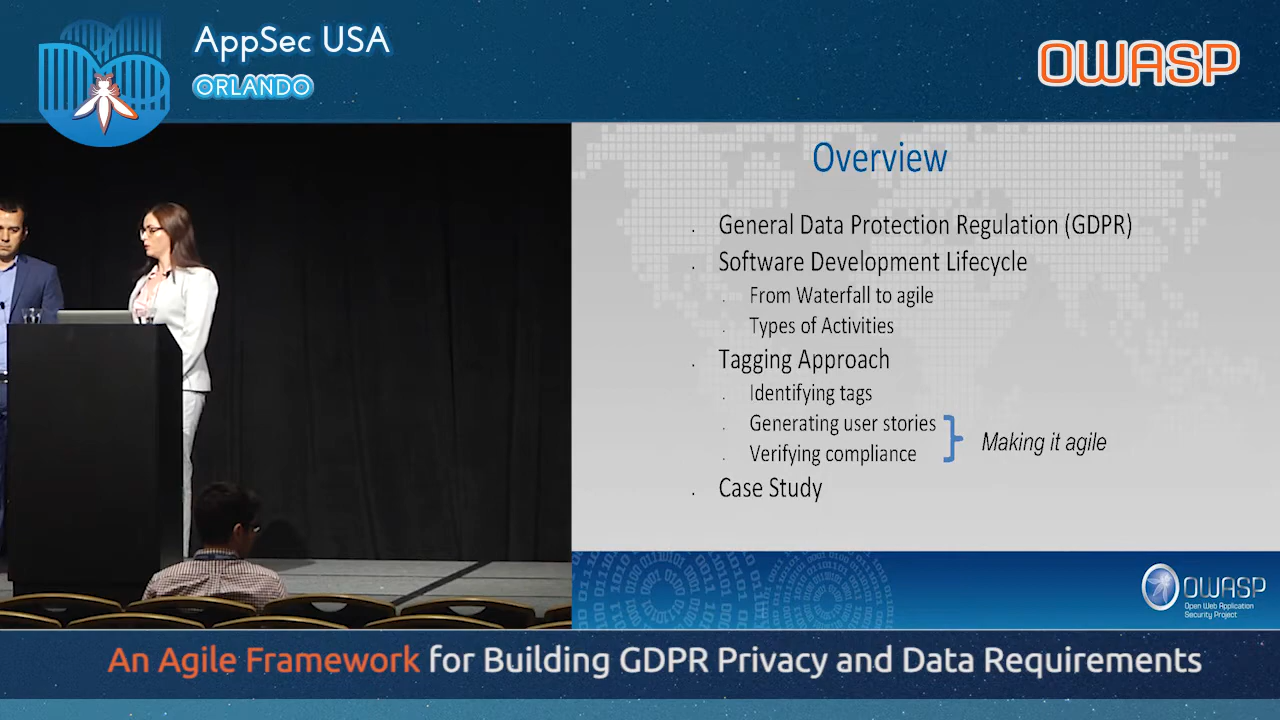 AppSec USA
ORLANDO
OWASP
Overview
General Data Protection Regulation (GDPR)
Software Development Lifecycle
From Waterfall to agile
Types of Activities
Tagging Approach
Identifying tags
Generating user stories
Verifying compliance
Making it agile
Case Study
OWASP
Open Web Application
Security Project
An Agile Framework for Building GDPR Privacy and Data Requirements